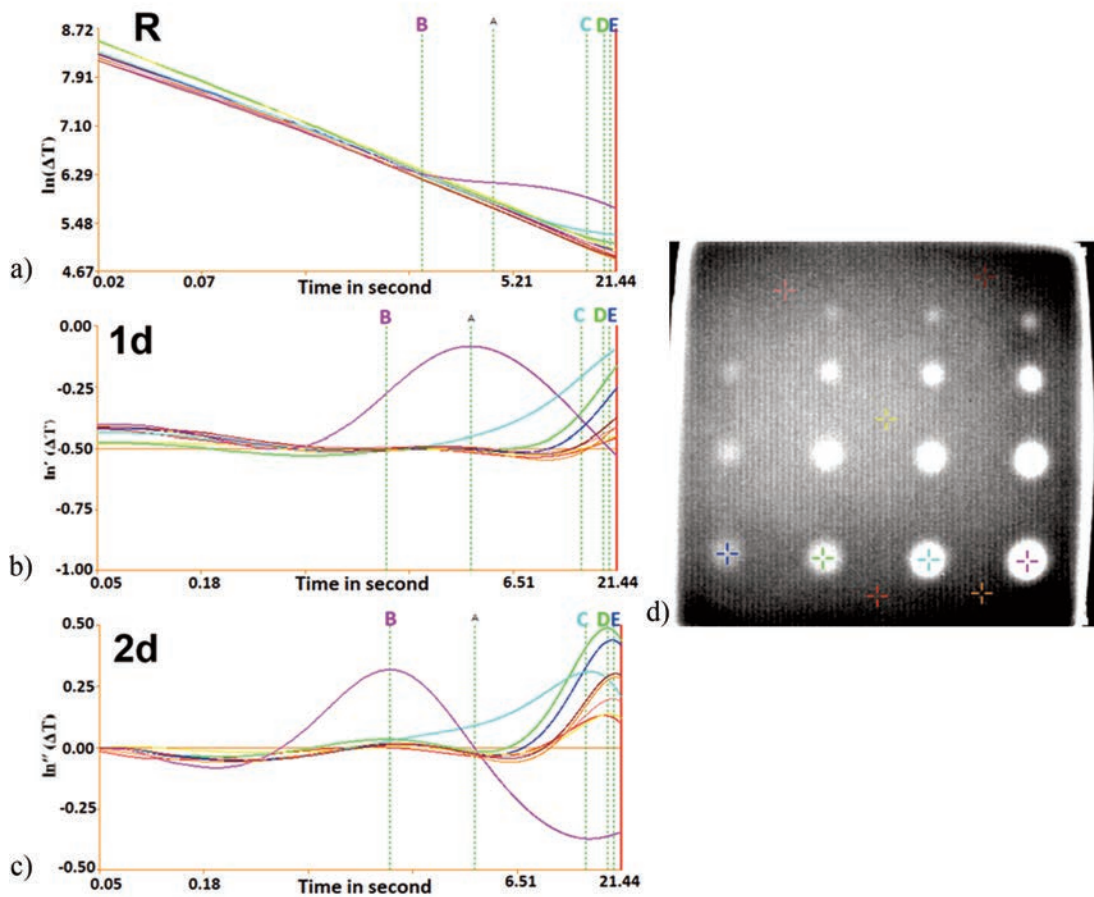 R
B A C D E
8.72
7.91
7.10
6.29
5.48
4.67
ln(ΔT)
0.02 0.07 Time in second 5.21 21.44
a)
1d
B A C D E
0.00
-0.25
-0.50
-0.75
-1.00
ln' (ΔT)
0.05 0.18 Time in second 6.51 21.44
b)
2d
B A C D E
0.50
0.25
0.00
-0.25
-0.50
ln'' (ΔT)
0.05 0.18 Time in second 6.51 21.44
c)
d)